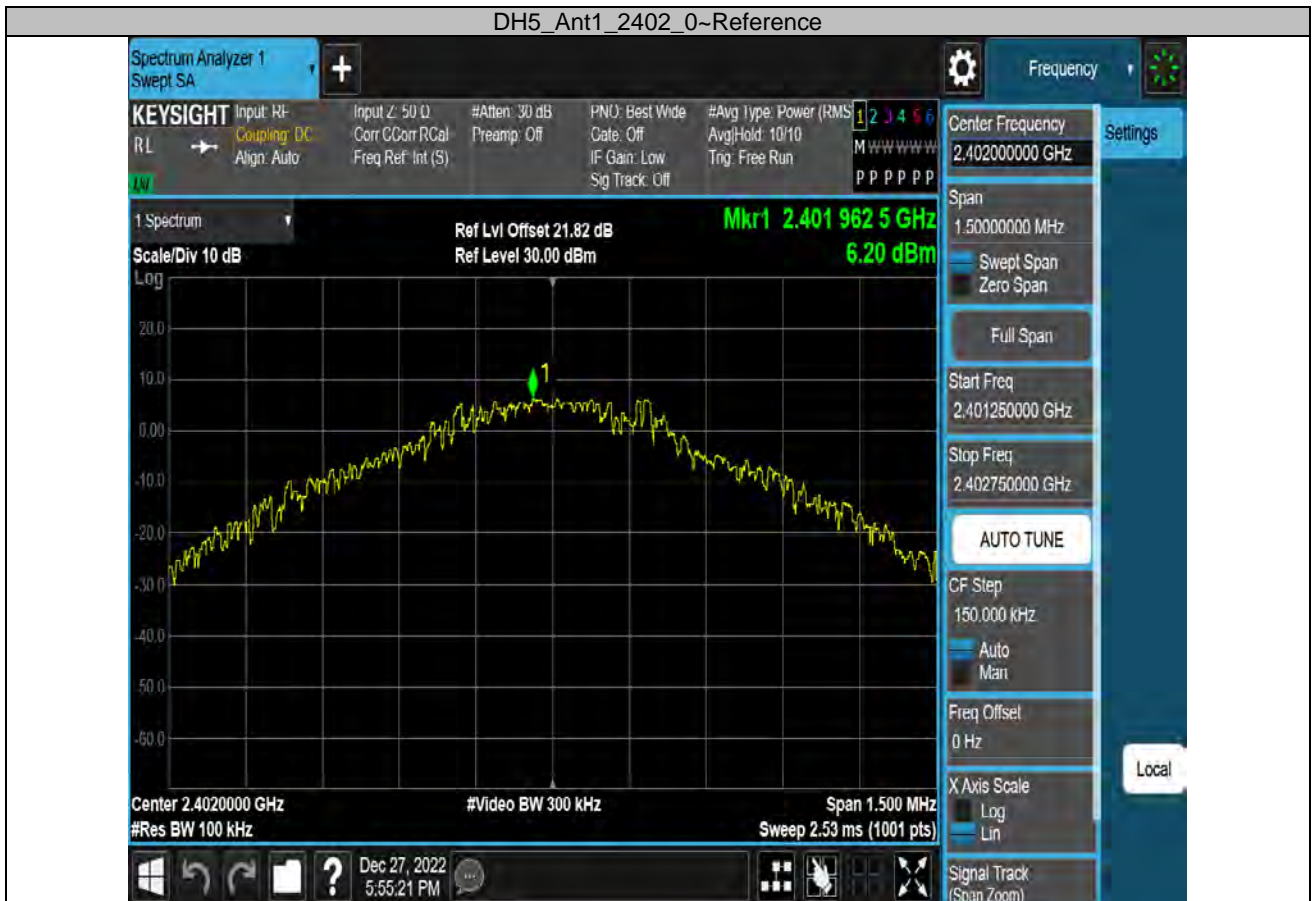 DH5_Ant1_2402_0~Reference
Spectrum Analyzer 1
Swept SA
+
Frequency
KEYSIGHT
RL
Input: RF
Coupling: DC
Align: Auto
Input Z: 50 Ω
Corr CCorr RCal
Freq Ref: Int (S)
#Atten: 30 dB
Preamp: Off
PNO: Best Wide
Gate: Off
IF Gain: Low
Sig Track: Off
#Avg Type: Power (RMS
Avg|Hold: 10/10
Trig: Free Run
1 2 3 4 5 6
M W W W W W
P P P P P P
1 Spectrum
Scale/Div 10 dB
Ref Lvl Offset 21.82 dB
Ref Level 30.00 dBm
Mkr1 2.401 962 5 GHz
6.20 dBm
Log
20.0
10.0
0.00
-10.0
-20.0
-30.0
-40.0
-50.0
-60.0
1
Center 2.4020000 GHz
#Res BW 100 kHz
#Video BW 300 kHz
Span 1.500 MHz
Sweep 2.53 ms (1001 pts)
Center Frequency
2.402000000 GHz
Settings
Span
1.50000000 MHz
Swept Span
Zero Span
Full Span
Start Freq
2.401250000 GHz
Stop Freq
2.402750000 GHz
AUTO TUNE
CF Step
150.000 kHz
Auto
Man
Freq Offset
0 Hz
X Axis Scale
Log
Lin
Local
Signal Track
(Span Zoom)
?
Dec 27, 2022
5:55:21 PM